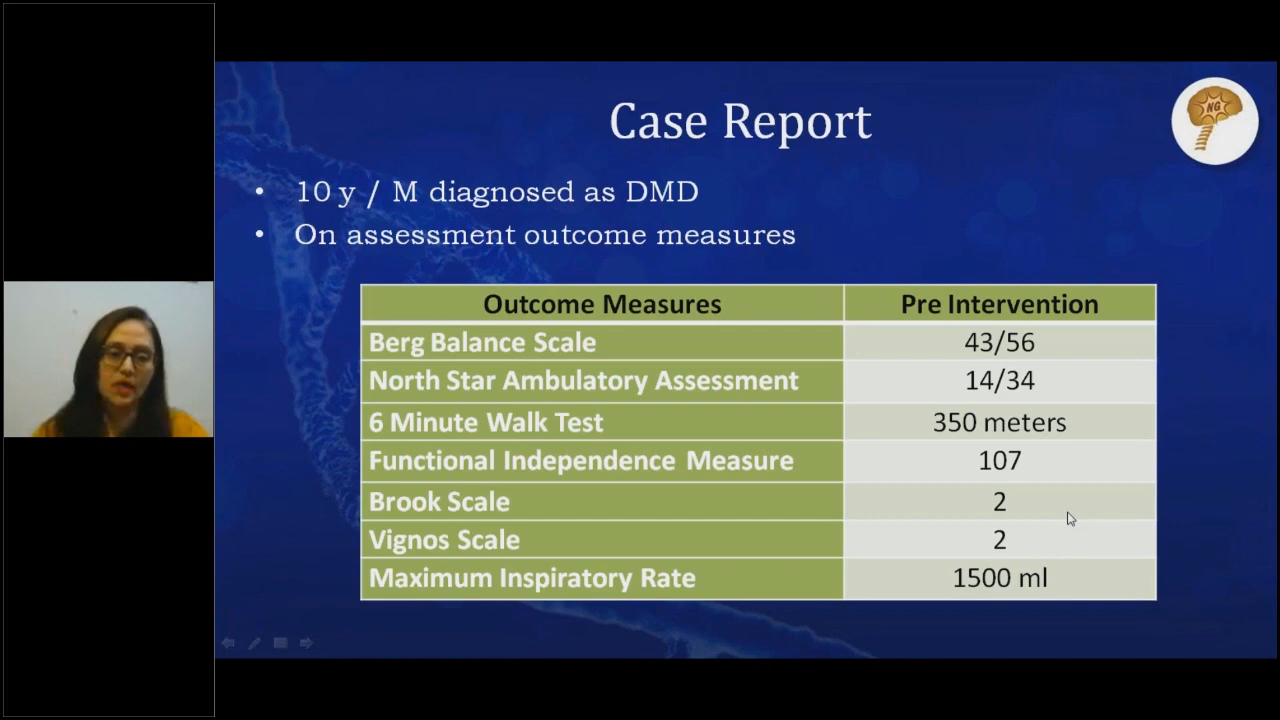 NG
Case Report
• 10 y / M diagnosed as DMD
• On assessment outcome measures
Outcome Measures Pre Intervention
Berg Balance Scale 43/56
North Star Ambulatory Assessment 14/34
6 Minute Walk Test 350 meters
Functional Independence Measure 107
Brook Scale 2
Vignos Scale 2
Maximum Inspiratory Rate 1500 ml